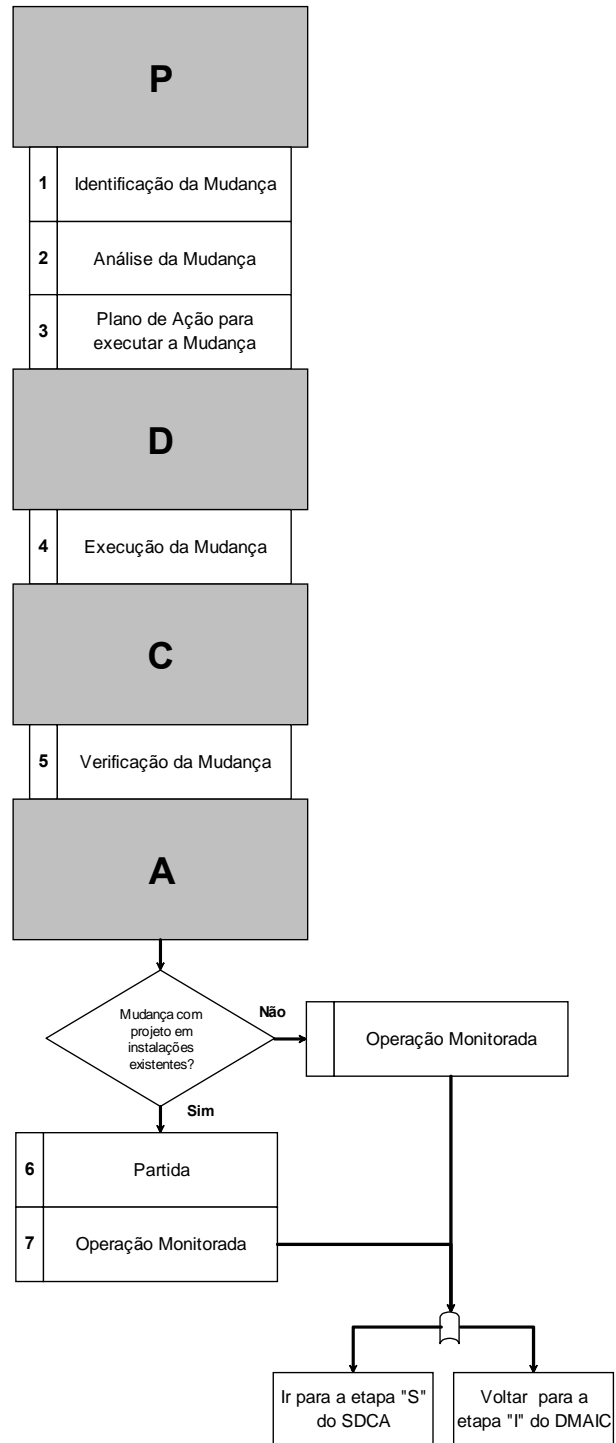 P
1 Identificação da Mudança
2 Análise da Mudança
3 Plano de Ação para
executar a Mudança
D
4 Execução da Mudança
C
5 Verificação da Mudança
A
Mudança com
projeto em
instalações
existentes?
Não
Operação Monitorada
Sim
6 Partida
7 Operação Monitorada
Ir para a etapa "S"
do SDCA
Voltar para a
etapa "I" do DMAIC